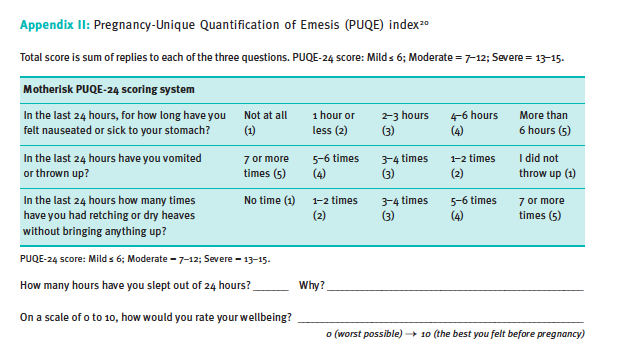 Appendix II: Pregnancy-Unique Quantification of Emesis (PUQE) index²⁰
Total score is sum of replies to each of the three questions. PUQE-24 score: Mild ≤ 6; Moderate = 7–12; Severe = 13–15.
Motherisk PUQE-24 scoring system
In the last 24 hours, for how long have you Not at all 1 hour or 2–3 hours 4–6 hours More than
felt nauseated or sick to your stomach? (1) less (2) (3) (4) 6 hours (5)
In the last 24 hours have you vomited 7 or more 5–6 times 3–4 times 1–2 times I did not
or thrown up? times (5) (4) (3) (2) throw up (1)
In the last 24 hours how many times No time (1) 1–2 times 3–4 times 5–6 times 7 or more
have you had retching or dry heaves (2) (3) (4) times (5)
without bringing anything up?
PUQE-24 score: Mild ≤ 6; Moderate = 7–12; Severe = 13–15.
How many hours have you slept out of 24 hours? ______ Why? ______
On a scale of 0 to 10, how would you rate your wellbeing? ______
0 (worst possible) → 10 (the best you felt before pregnancy)